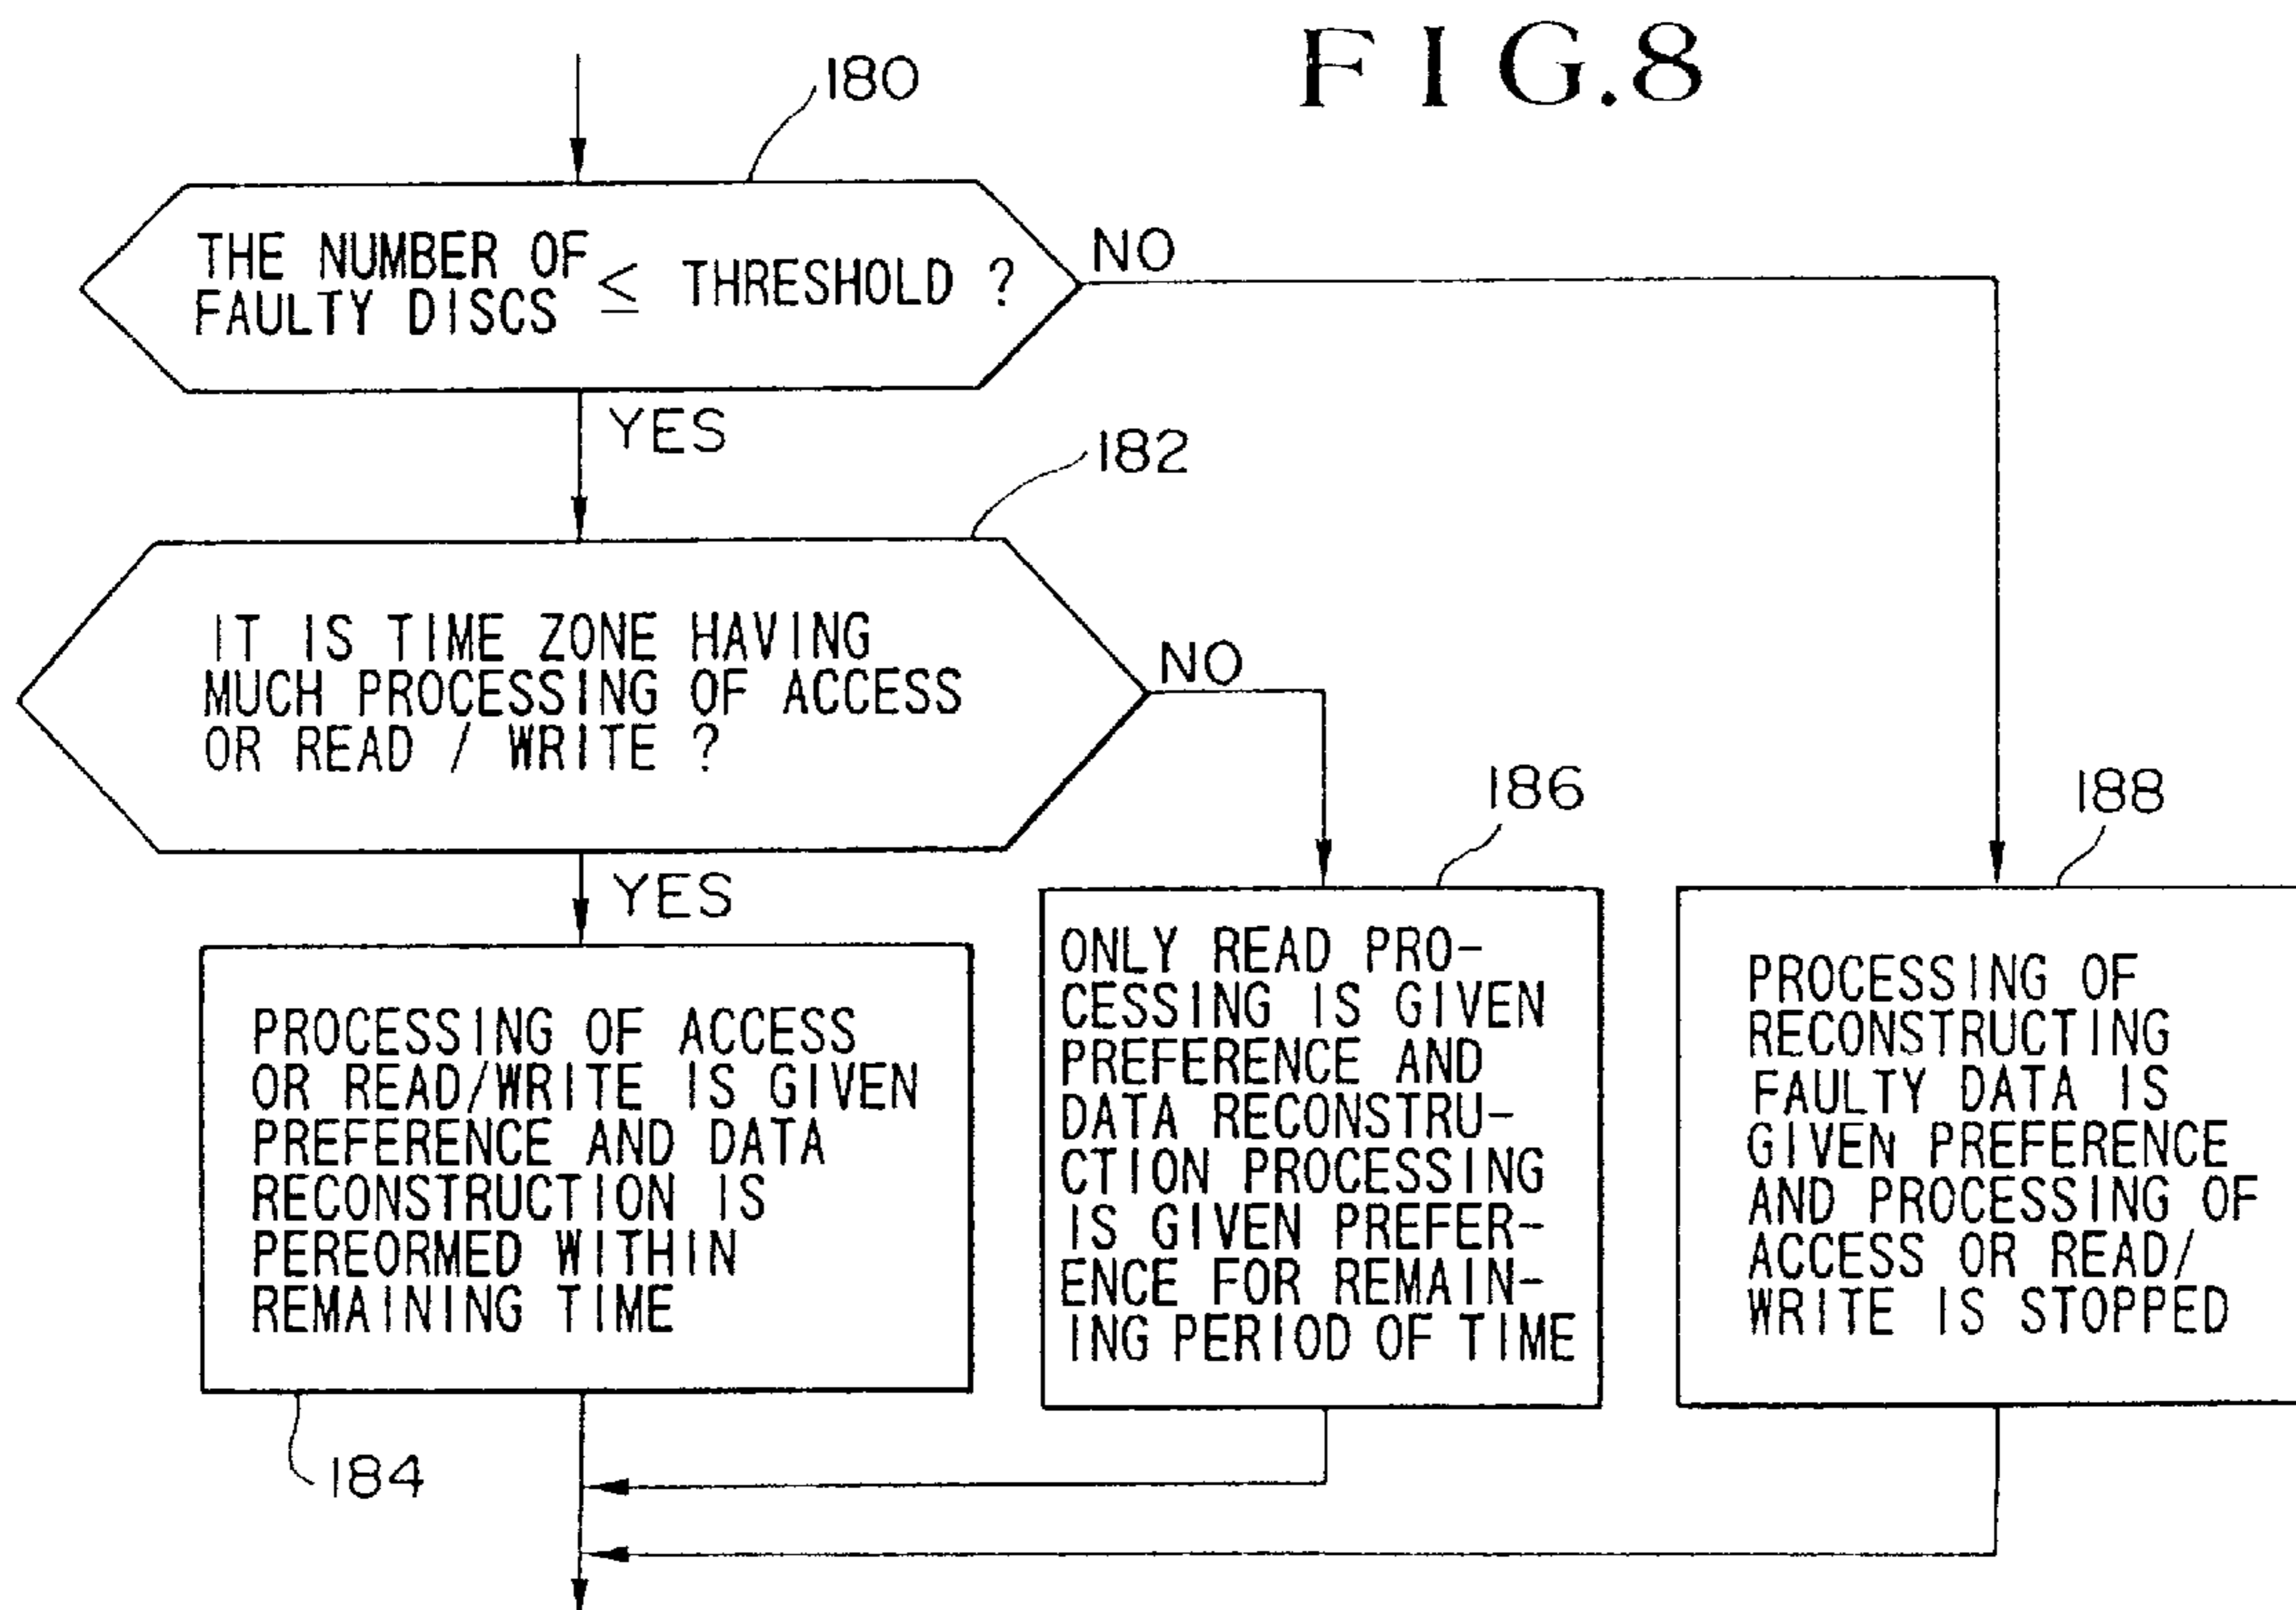 FIG.8
180
THE NUMBER OF
FAULTY DISCS ≤ THRESHOLD ?
NO
YES
182
IT IS TIME ZONE HAVING
MUCH PROCESSING OF ACCESS
OR READ / WRITE ?
NO
YES
186
188
PROCESSING OF ACCESS
OR READ/WRITE IS GIVEN
PREFERENCE AND DATA
RECONSTRUCTION IS
PEREORMED WITHIN
REMAINING TIME
184
ONLY READ PRO-
CESSING IS GIVEN
PREFERENCE AND
DATA RECONSTRU-
CTION PROCESSING
IS GIVEN PREFER-
ENCE FOR REMAIN-
ING PERIOD OF TIME
PROCESSING OF
RECONSTRUCTING
FAULTY DATA IS
GIVEN PREFERENCE
AND PROCESSING OF
ACCESS OR READ/
WRITE IS STOPPED